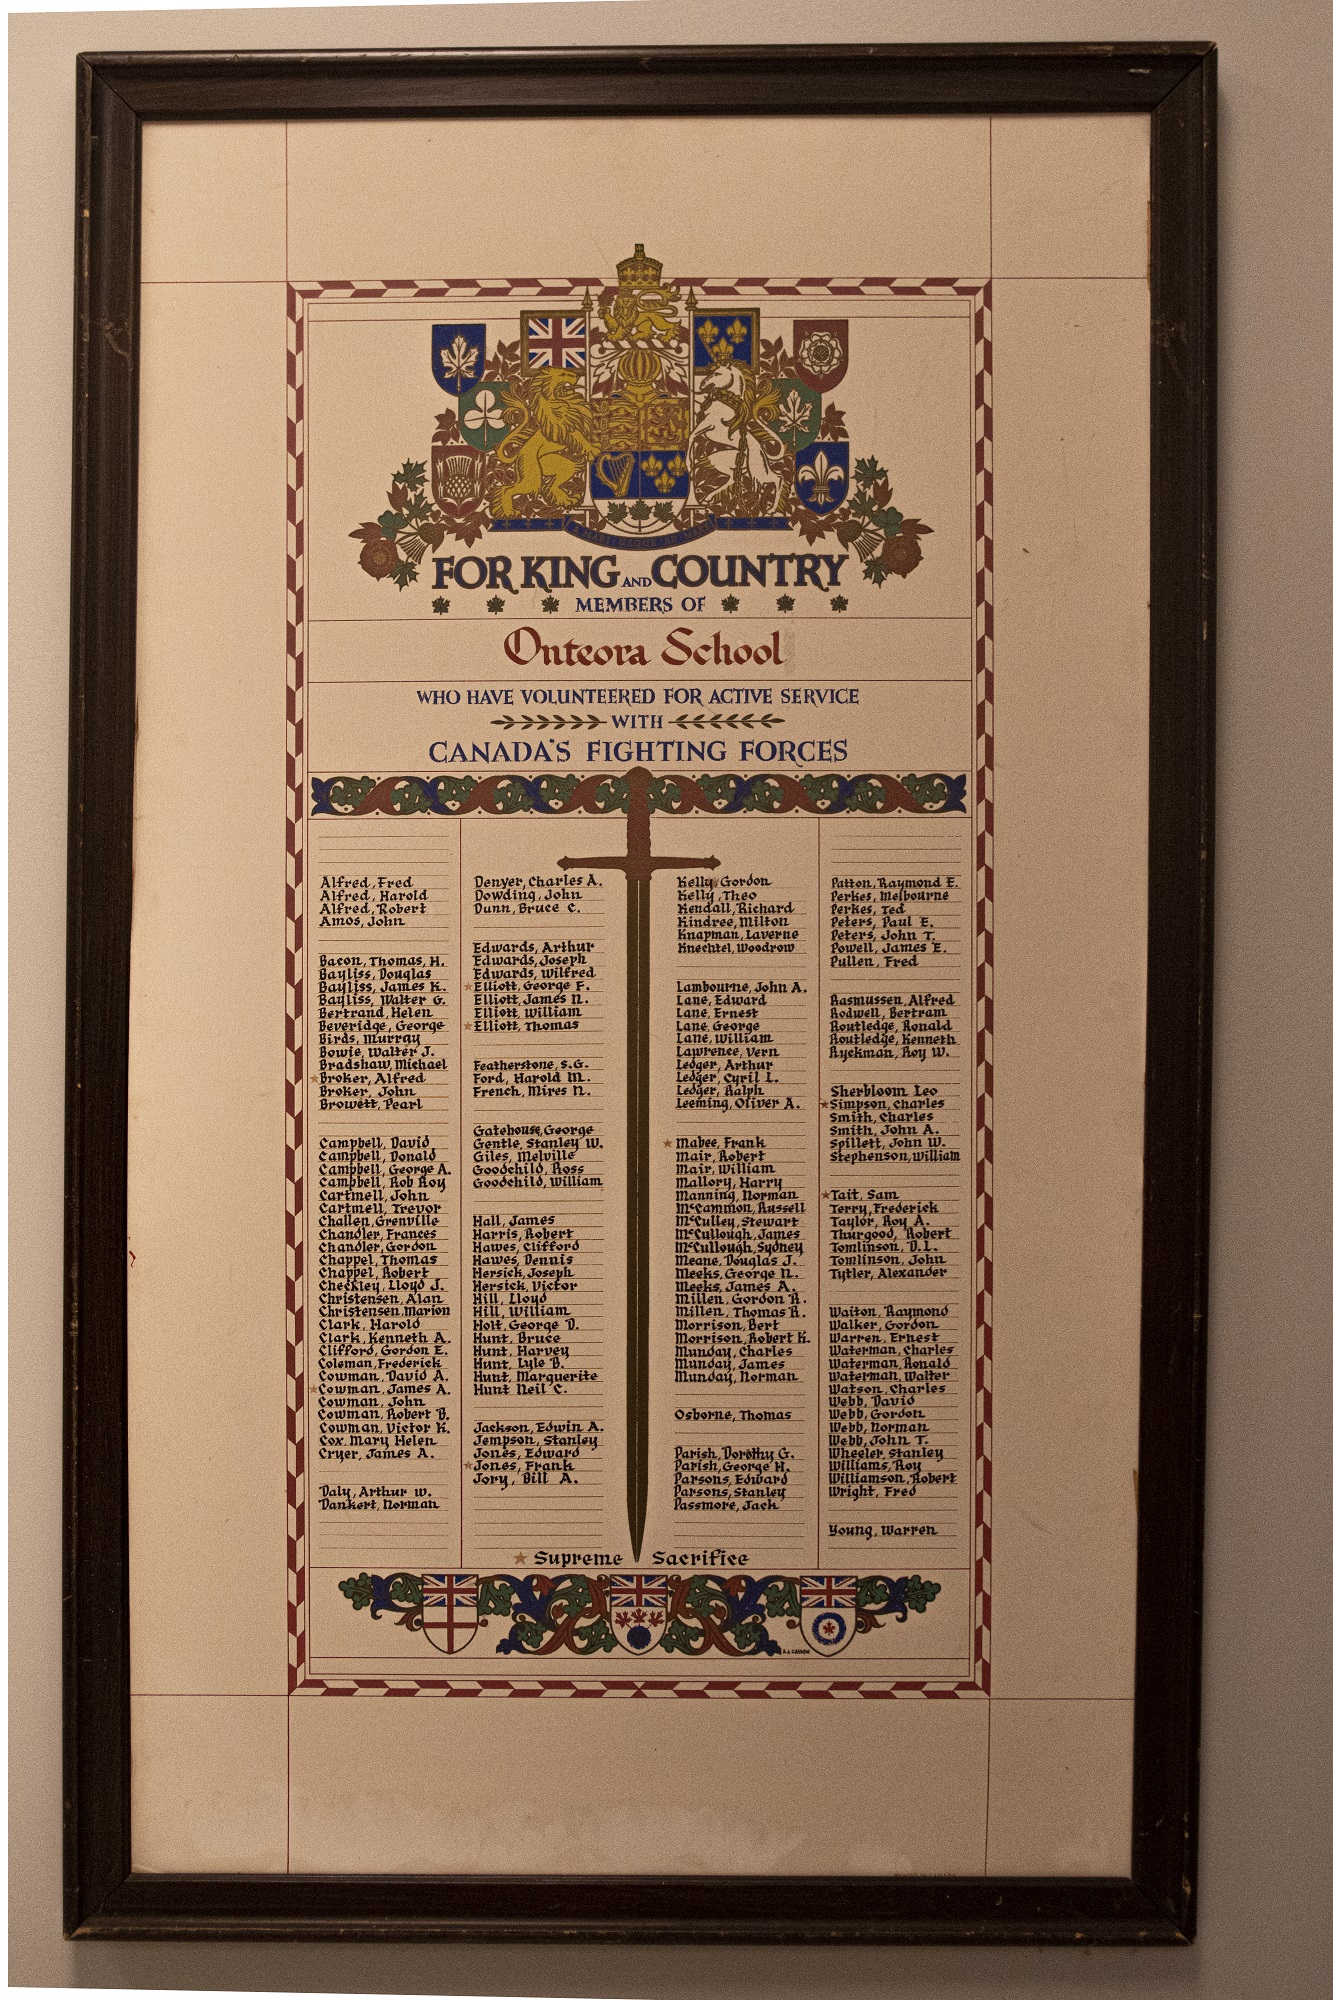 A MARI USQUE AD MARE
FOR KING AND COUNTRY
MEMBERS OF
Onteora School
WHO HAVE VOLUNTEERED FOR ACTIVE SERVICE
WITH
CANADA'S FIGHTING FORCES
Alfred, Fred
Alfred, Harold
Alfred, Robert
Amos, John
Bacon, Thomas, H.
Bayliss, Douglas
Bayliss, James K.
Bayliss, Walter G.
Bertrand, Helen
Beveridge, George
Birds, Murray
Bowie, Walter J.
Bradshaw, Michael
★ Broker, Alfred
Broker, John
Browett, Pearl
Campbell, David
Campbell, Donald
Campbell, George A.
Campbell, Rob Roy
Cartmell, John
Cartmell, Trevor
Challen, Grenville
Chandler, Frances
Chandler, Gordon
Chappel, Thomas
Chappel, Robert
Checkley, Lloyd J.
Christensen, Alan
Christensen, Marion
Clark, Harold
Clark, Kenneth A.
Clifford, Gordon E.
Coleman, Frederick
Cowman, David A.
★ Cowman, James A.
Cowman, John
Cowman, Robert B.
Cowman, Victor K.
Cox, Mary Helen
Cryer, James A.
Daly, Arthur W.
Dankert, Norman
Denyer, Charles A.
Dowding, John
Dunn, Bruce C.
Edwards, Arthur
Edwards, Joseph
Edwards, Wilfred
★ Elliott, George F.
Elliott, James N.
Elliott, William
★ Elliott, Thomas
Featherstone, S.G.
Ford, Harold M.
French, Mires N.
Gatehouse, George
Gentle, Stanley W.
Giles, Melville
Goodchild, Ross
Goodchild, William
Hall, James
Harris, Robert
Hawes, Clifford
Hawes, Dennis
Hersick, Joseph
Hersick, Victor
Hill, Lloyd
Hill, William
Holt, George D.
Hunt, Bruce
Hunt, Harvey
Hunt, Lyle B.
Hunt, Marguerite
Hunt Neil C.
Jackson, Edwin A.
Jempson, Stanley
Jones, Edward
★ Jones, Frank
Jory, Bill A.
Kelly, Gordon
Kelly, Theo
Kendall, Richard
Kindree, Milton
Knapman, Laverne
Knechtel, Woodrow
Lambourne, John A.
Lane, Edward
Lane, Ernest
Lane, George
Lane, William
Lawrence, Vern
Ledger, Arthur
Ledger, Cyril L.
Ledger, Ralph
Leeming, Oliver A.
★ Mabee, Frank
Mair, Robert
Mair, William
Mallory, Harry
Manning, Norman
McCammon, Russell
McCulley, Stewart
McCullough, James
McCullough, Sydney
Meane, Douglas J.
Meeks, George N.
Meeks, James A.
Millen, Gordon R.
Millen, Thomas R.
Morrison, Bert
Morrison, Robert K.
Munday, Charles
Munday, James
Munday, Norman
Osborne, Thomas
Parish, Dorothy G.
Parish, George H.
Parsons, Edward
Parsons, Stanley
Passmore, Jack
Patton, Raymond E.
Perkes, Melbourne
Perkes, Ted
Peters, Paul E.
Peters, John T.
Powell, James E.
Pullen, Fred
Rasmussen, Alfred
Rodwell, Bertram
Routledge, Ronald
Routledge, Kenneth
Ryckman, Roy W.
Sherbloom Leo
★ Simpson, Charles
Smith, Charles
Smith, John A.
Spillett, John W.
Stephenson, William
★ Tait, Sam
Terry, Frederick
Taylor, Roy A.
Thurgood, Robert
Tomlinson, D.L.
Tomlinson, John
Tytler, Alexander
Waiton, Raymond
Walker, Gordon
Warren, Ernest
Waterman, Charles
Waterman, Ronald
Waterman, Walter
Watson, Charles
Webb, David
Webb, Gordon
Webb, Norman
Webb, John T.
Wheeler, Stanley
Williams, Roy
Williamson, Robert
Wright, Fred
Young, Warren
★ Supreme Sacrifice
A.J. CASSON